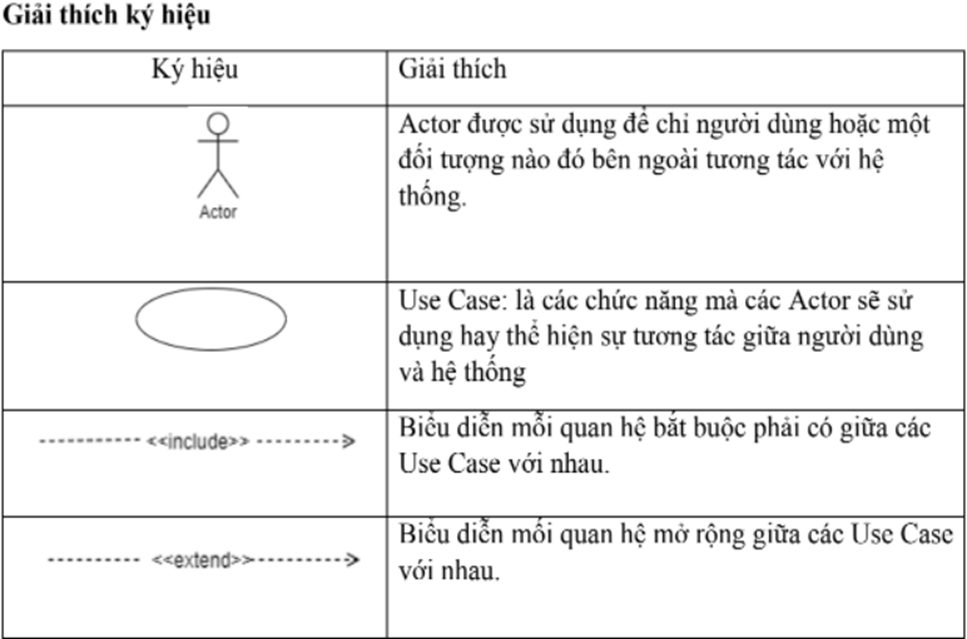 Giải thích ký hiệu
Ký hiệu
Giải thích
Actor
Actor được sử dụng để chỉ người dùng hoặc một
đối tượng nào đó bên ngoài tương tác với hệ
thống.
Use Case: là các chức năng mà các Actor sẽ sử
dụng hay thể hiện sự tương tác giữa người dùng
và hệ thống
<<include>>
Biểu diễn mỗi quan hệ bắt buộc phải có giữa các
Use Case với nhau.
<<extend>>
Biểu diễn mối quan hệ mở rộng giữa các Use Case
với nhau.